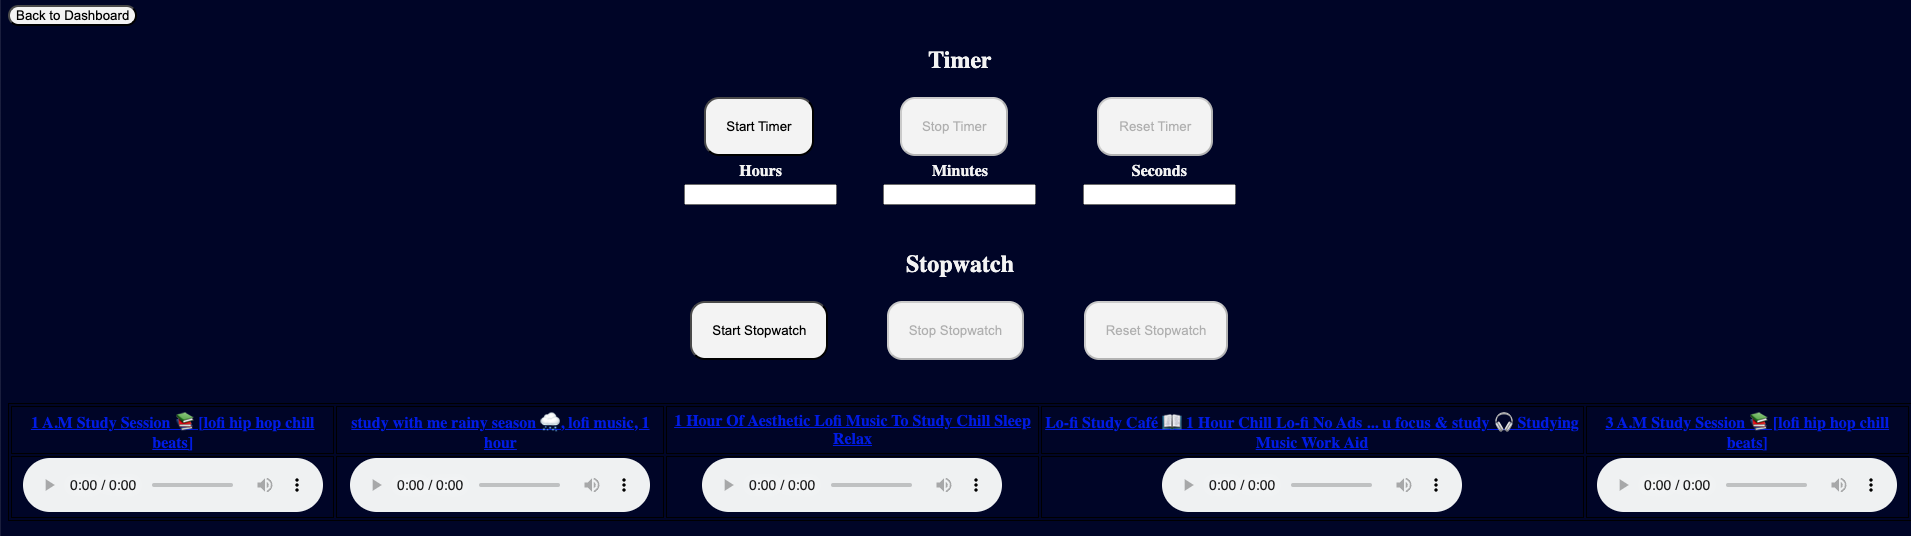 Back to Dashboard
Timer
Start Timer
Stop Timer
Reset Timer
Hours
Minutes
Seconds
Stopwatch
Start Stopwatch
Stop Stopwatch
Reset Stopwatch
1 A.M Study Session 📚 [lofi hip hop chill
beats]
study with me rainy season 🌧️, lofi music, 1
hour
1 Hour Of Aesthetic Lofi Music To Study Chill Sleep
Relax
Lo-fi Study Café 📖 1 Hour Chill Lo-fi No Ads ... u focus & study 🎧 Studying
Music Work Aid
3 A.M Study Session 📚 [lofi hip hop chill
beats]
0:00 / 0:00
0:00 / 0:00
0:00 / 0:00
0:00 / 0:00
0:00 / 0:00